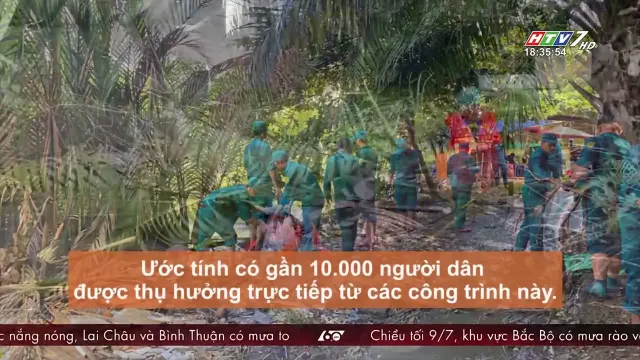 HTV7 HD
18:35:54
Ước tính có gần 10.000 người dân
được thụ hưởng trực tiếp từ các công trình này.
c nắng nóng, Lai Châu và Bình Thuận có mưa to 60 Chiều tối 9/7, khu vực Bắc Bộ có mưa rào v